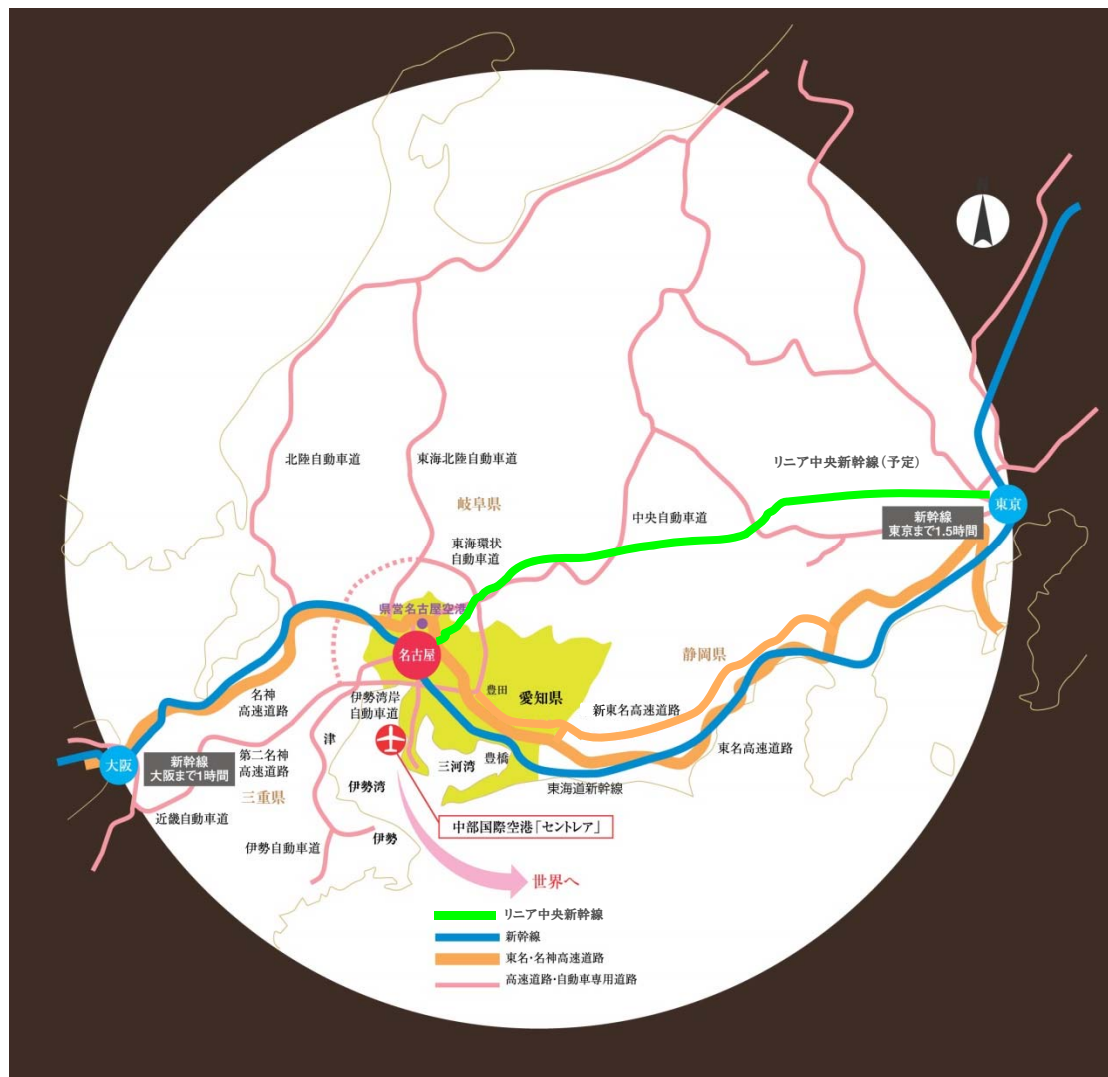 北陸自動車道
東海北陸自動車道
リニア中央新幹線(予定)
岐阜県
中央自動車道
東京
新幹線
東京まで1.5時間
東海環状
自動車道
県営名古屋空港
名古屋
静岡県
豊田
愛知県
伊勢湾岸
自動車道
名神
高速道路
新東名高速道路
津
第二名神
高速道路
大阪
新幹線
大阪まで1時間
三河湾
豊橋
東名高速道路
伊勢湾
東海道新幹線
三重県
近畿自動車道
伊勢自動車道
伊勢
中部国際空港「セントレア」
世界へ
リニア中央新幹線
新幹線
東名・名神高速道路
高速道路・自動車専用道路